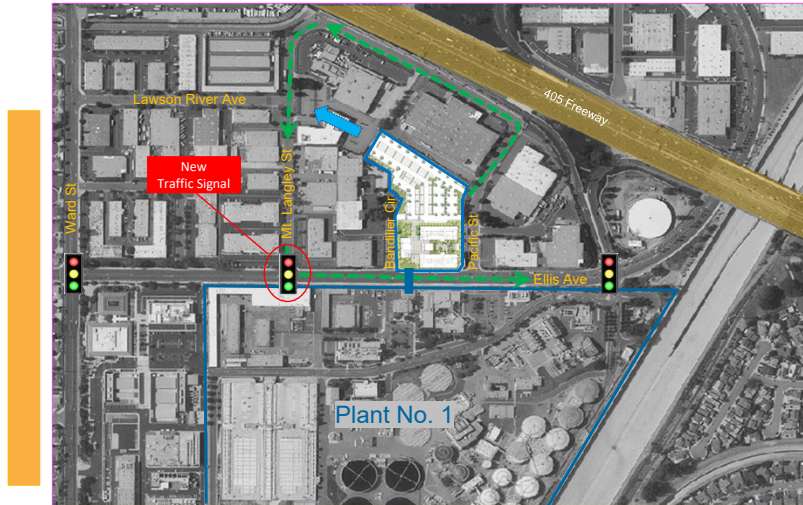 405 Freeway
Lawson River Ave
New
Traffic Signal
Ward St
Mt. Langley St
Bandilier Cir
Pacific St
Ellis Ave
Plant No. 1